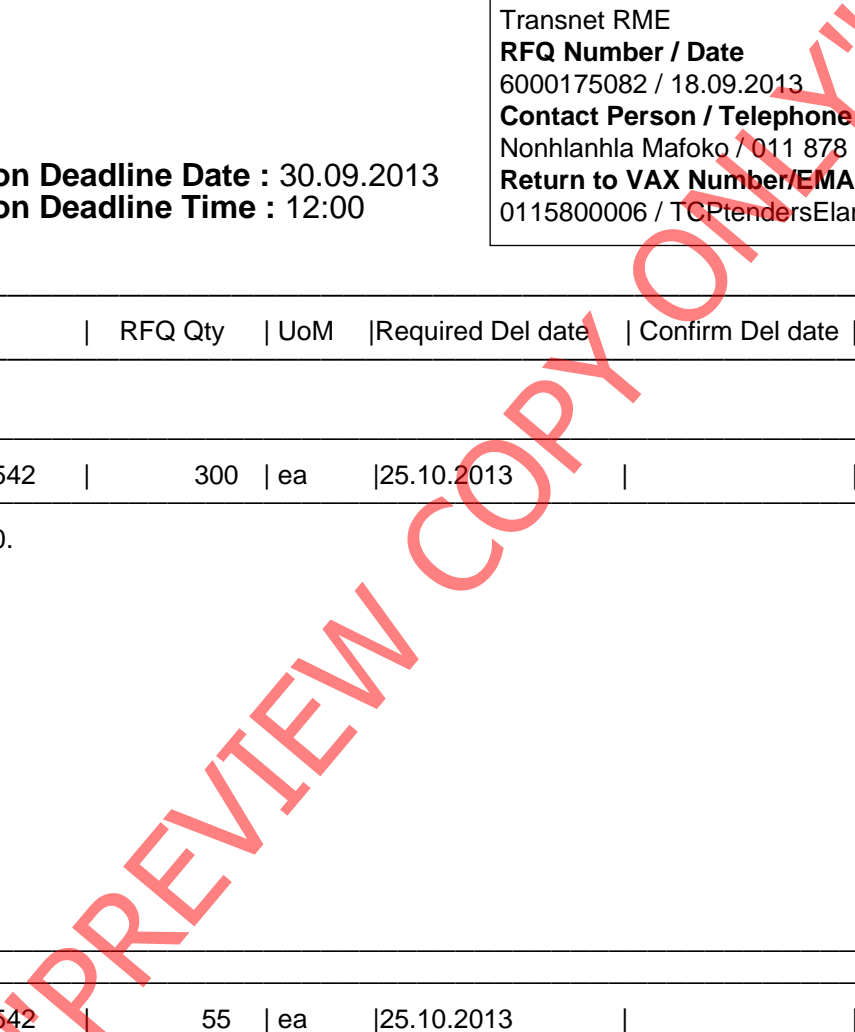 Transnet RME
RFQ Number / Date
6000175082 / 18.09.2013
Contact Person / Telephone
Nonhlanhla Mafoko / 011 878
on Deadline Date : 30.09.2013
Return to VAX Number/EMA
on Deadline Time : 12:00
0115800006 / TCPtendersElan
| RFQ Qty | UoM |Required Del date | Confirm Del date |
542 | 300 | ea |25.10.2013 | |
0.
542 | 55 | ea |25.10.2013 | |
"PREVIEW COPY ONLY"